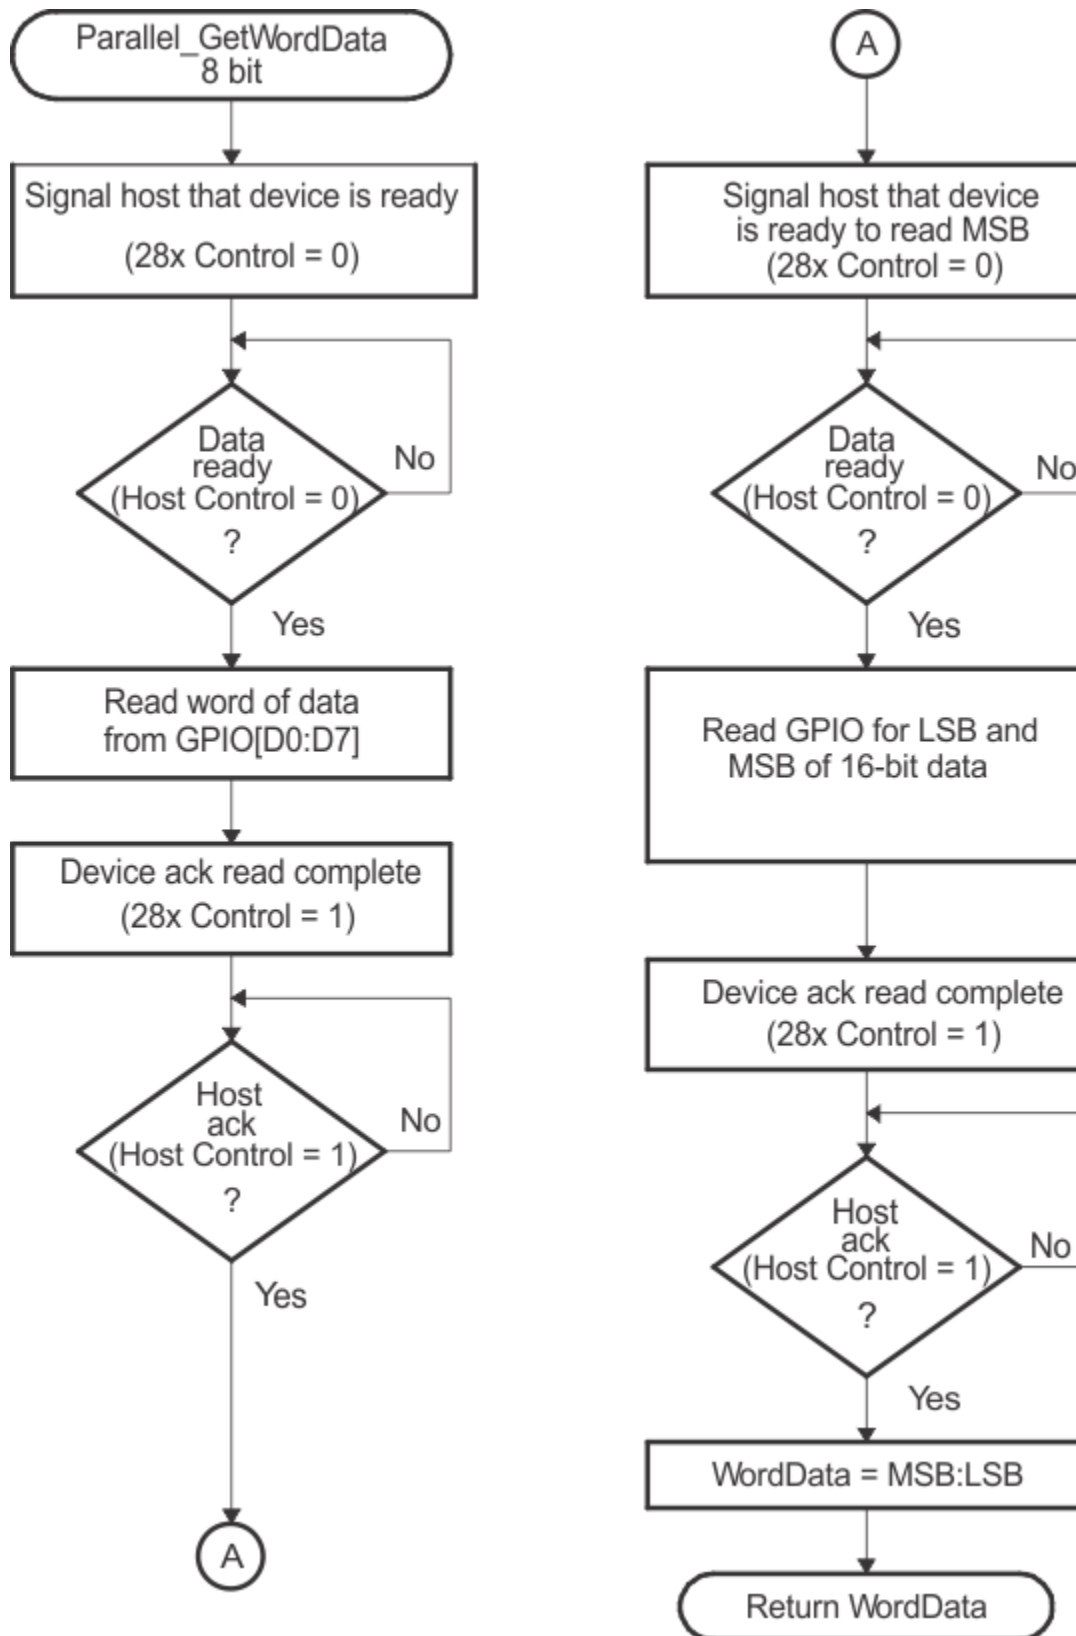 Parallel_GetWordData
8 bit
Signal host that device is ready
(28x Control = 0)
Data
ready
(Host Control = 0)
?
No
Yes
Read word of data
from GPIO[D0:D7]
Device ack read complete
(28x Control = 1)
Host
ack
(Host Control = 1)
?
No
Yes
A
A
Signal host that device
is ready to read MSB
(28x Control = 0)
Data
ready
(Host Control = 0)
?
No
Yes
Read GPIO for LSB and
MSB of 16-bit data
Device ack read complete
(28x Control = 1)
Host
ack
(Host Control = 1)
?
No
Yes
WordData = MSB:LSB
Return WordData